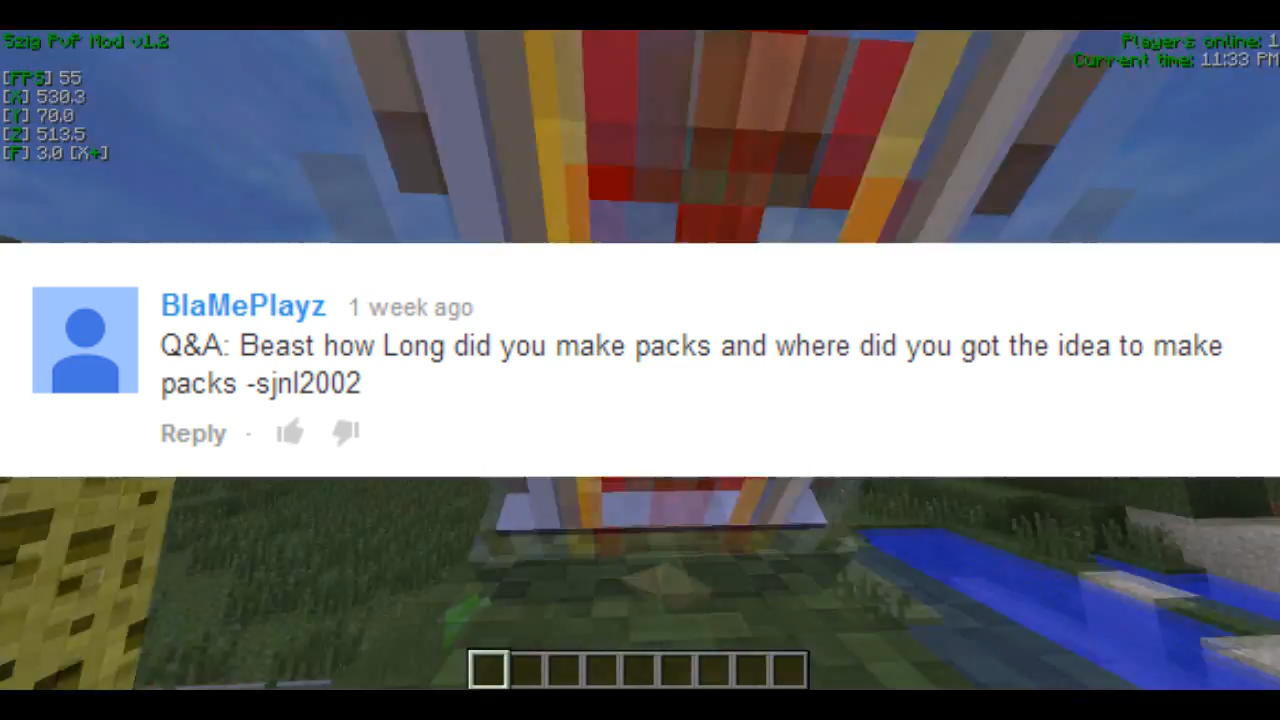 5zig PvP Mod v1.2
Players online: 1
Current time: 11:33 PM
[FPS] 55
[X] 530.3
[Y] 70.0
[Z] 513.5
[F] 3.0 [X+]
BlaMePlayz 1 week ago
Q&A: Beast how Long did you make packs and where did you got the idea to make
packs -sjnl2002
Reply ·